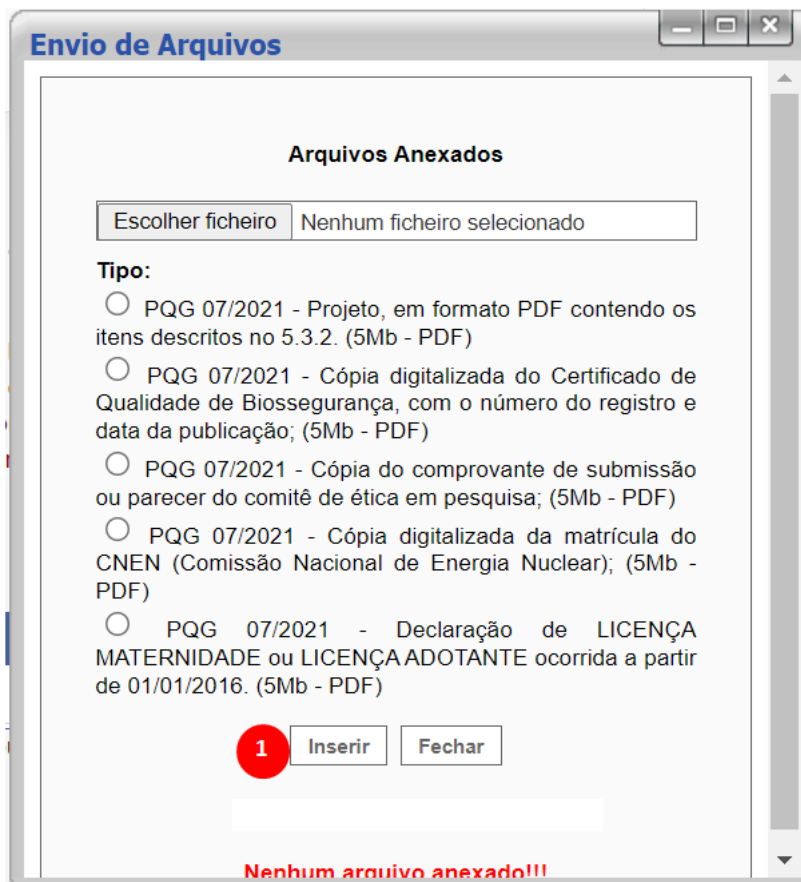 Envio de Arquivos
Arquivos Anexados
Escolher ficheiro Nenhum ficheiro selecionado
Tipo:
PQG 07/2021 - Projeto, em formato PDF contendo os
itens descritos no 5.3.2. (5Mb - PDF)
PQG 07/2021 - Cópia digitalizada do Certificado de
Qualidade de Biossegurança, com o número do registro e
data da publicação; (5Mb - PDF)
PQG 07/2021 - Cópia do comprovante de submissão
ou parecer do comitê de ética em pesquisa; (5Mb - PDF)
PQG 07/2021 - Cópia digitalizada da matrícula do
CNEN (Comissão Nacional de Energia Nuclear); (5Mb -
PDF)
PQG 07/2021 - Declaração de LICENÇA
MATERNIDADE ou LICENÇA ADOTANTE ocorrida a partir
de 01/01/2016. (5Mb - PDF)
1 Inserir Fechar
Nenhum arquivo anexado!!!